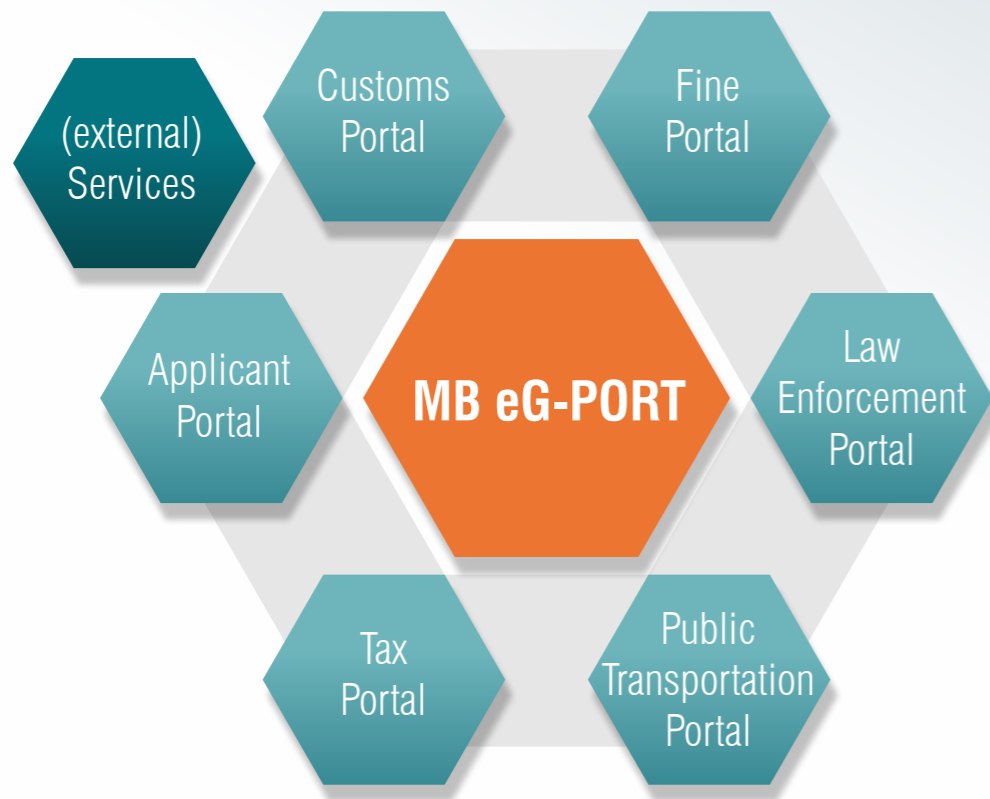 (external)
Services
Customs
Portal
Fine
Portal
Applicant
Portal
MB eG-PORT
Law
Enforcement
Portal
Tax
Portal
Public
Transportation
Portal